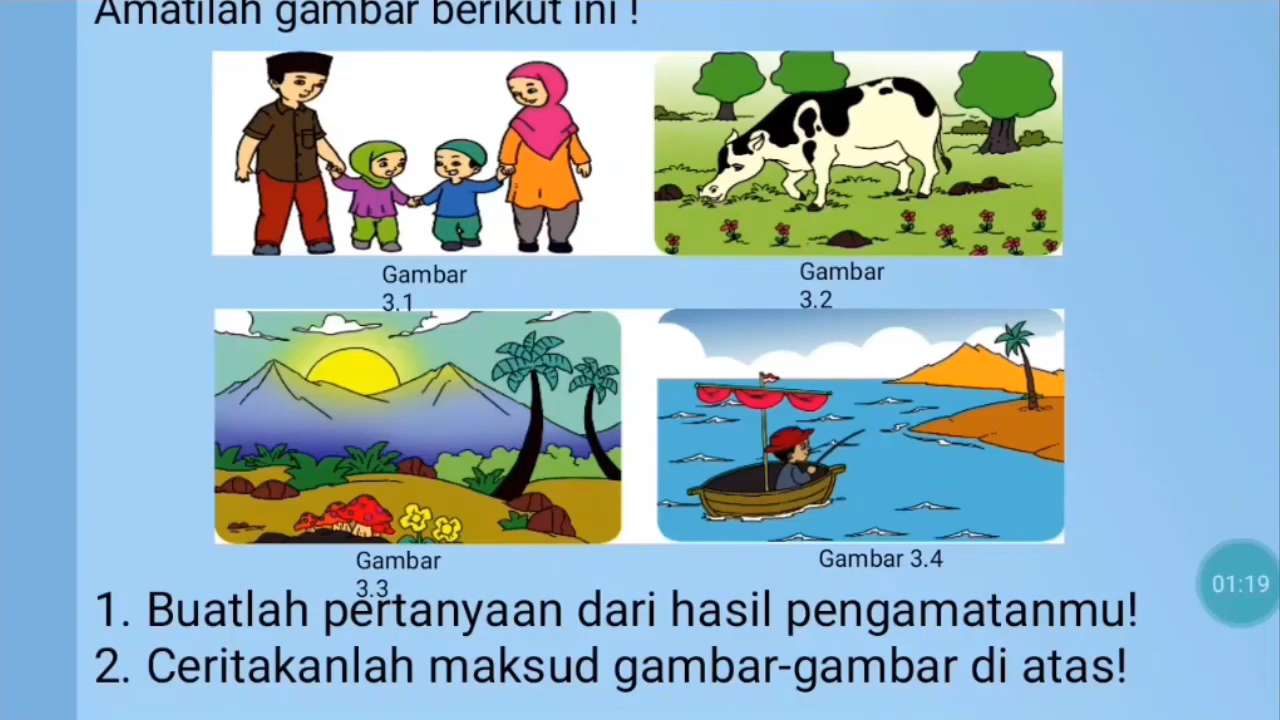 Amatilah gambar berikut ini !
Gambar
3.1
Gambar
3.2
Gambar
3.3
Gambar 3.4
01:19
1. Buatlah pertanyaan dari hasil pengamatanmu!
2. Ceritakanlah maksud gambar-gambar di atas!